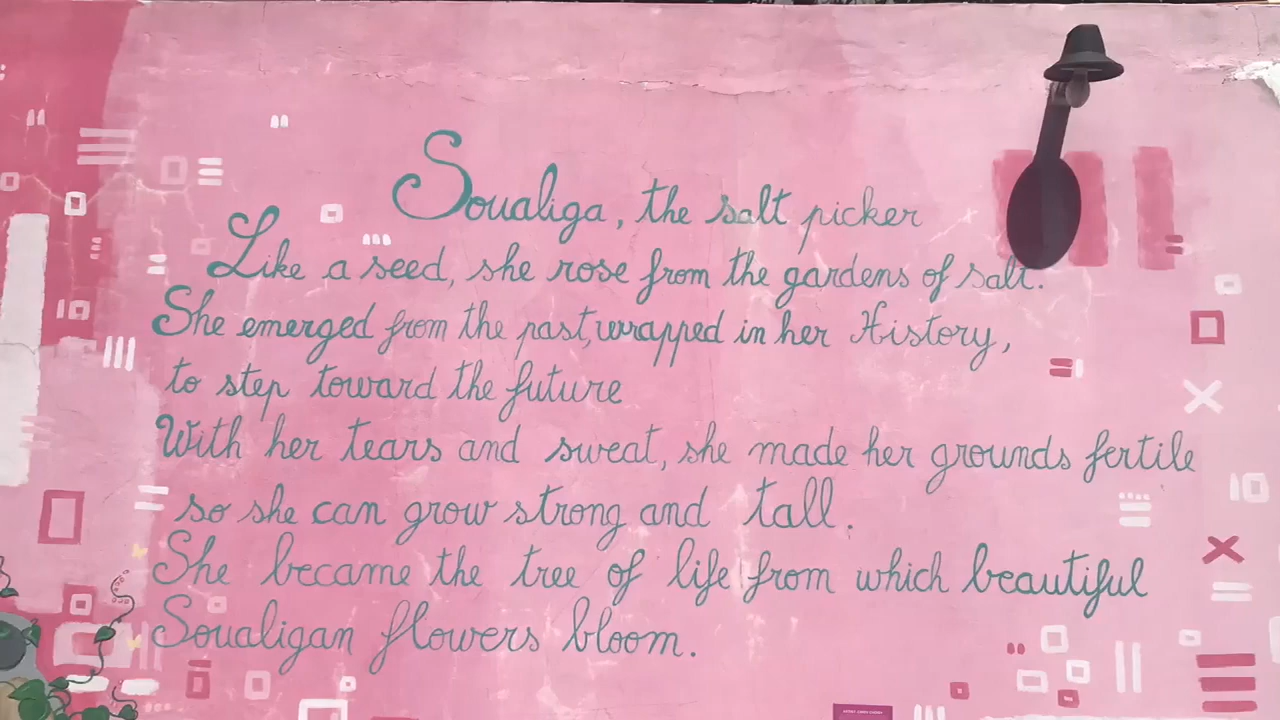 Soualiga, the salt picker
Like a seed, she rose from the gardens of salt.
She emerged from the past, wrapped in her History,
to step toward the future
With her tears and sweat, she made her grounds fertile
so she can grow strong and tall.
She became the tree of life from which beautiful
Soualigan flowers bloom.